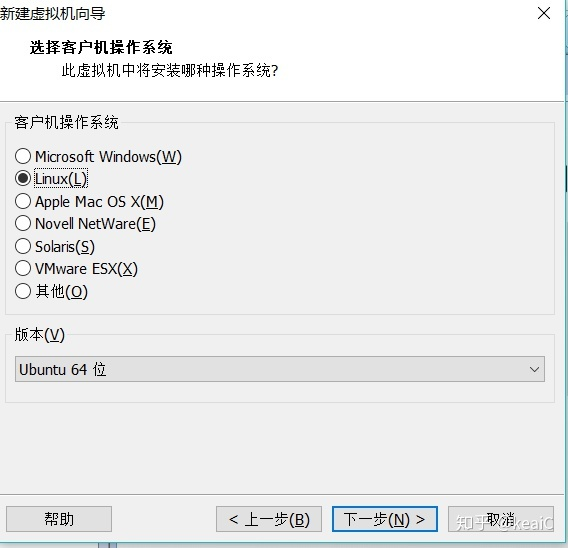 新建虚拟机向导
选择客户机操作系统
此虚拟机中将安装哪种操作系统?
客户机操作系统
Microsoft Windows(W)
Linux(L)
Apple Mac OS X(M)
Novell NetWare(E)
Solaris(S)
VMware ESX(X)
其他(O)
版本(V)
Ubuntu 64 位
帮助
< 上一步(B)
下一步(N) >
取消
知乎 @keaiC